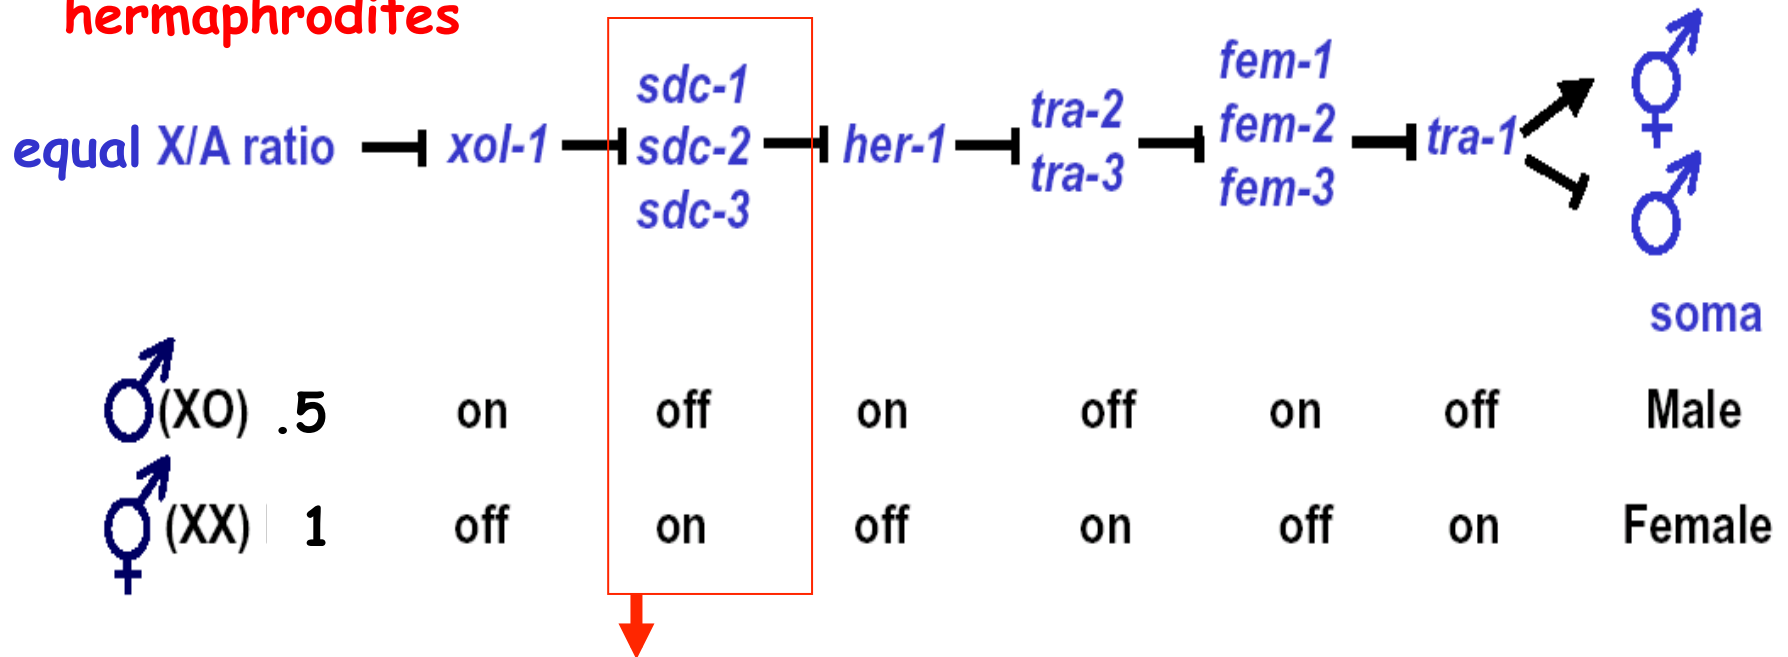 hermaphrodites
equal X/A ratio
xol-1
sdc-1
sdc-2
sdc-3
her-1
tra-2
tra-3
fem-1
fem-2
fem-3
tra-1
soma
(XO) .5 on off on off on off Male
(XX) 1 off on off on off on Female